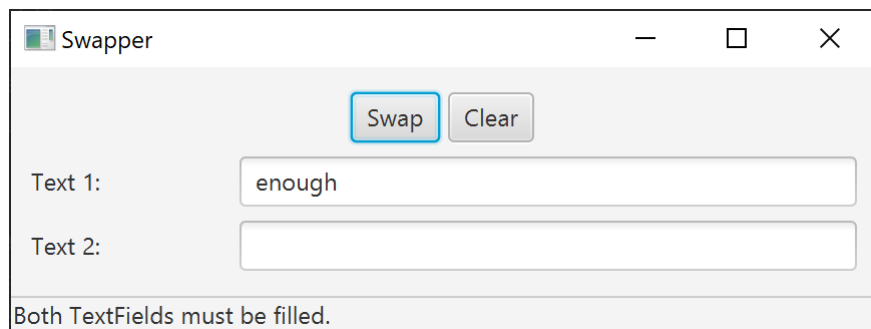 Swapper
Swap Clear
Text 1: enough
Text 2:
Both TextFields must be filled.